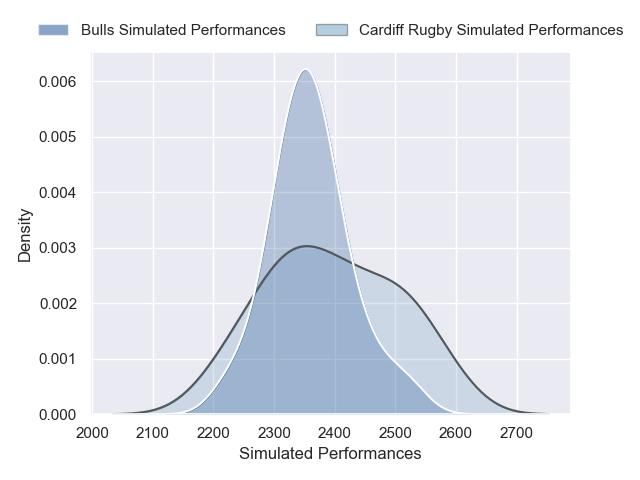 Bulls Simulated Performances
Cardiff Rugby Simulated Performances
0.006
0.005
0.004
0.003
0.002
0.001
0.000
Density
2000 2100 2200 2300 2400 2500 2600 2700
Simulated Performances